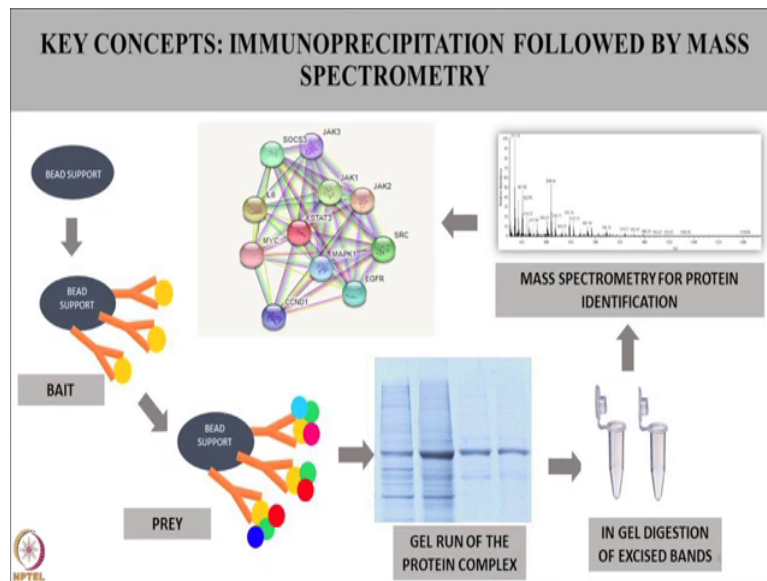 KEY CONCEPTS: IMMUNOPRECIPITATION FOLLOWED BY MASS
SPECTROMETRY
BEAD SUPPORT
BEAD
SUPPORT
BAIT
BEAD
SUPPORT
PREY
GEL RUN OF THE
PROTEIN COMPLEX
IN GEL DIGESTION
OF EXCISED BANDS
MASS SPECTROMETRY FOR PROTEIN
IDENTIFICATION
SOCS3
JAK3
JAK1
JAK2
IL6
STAT3
MYC
SRC
MAPK1
EGFR
CCND1
NPTEL